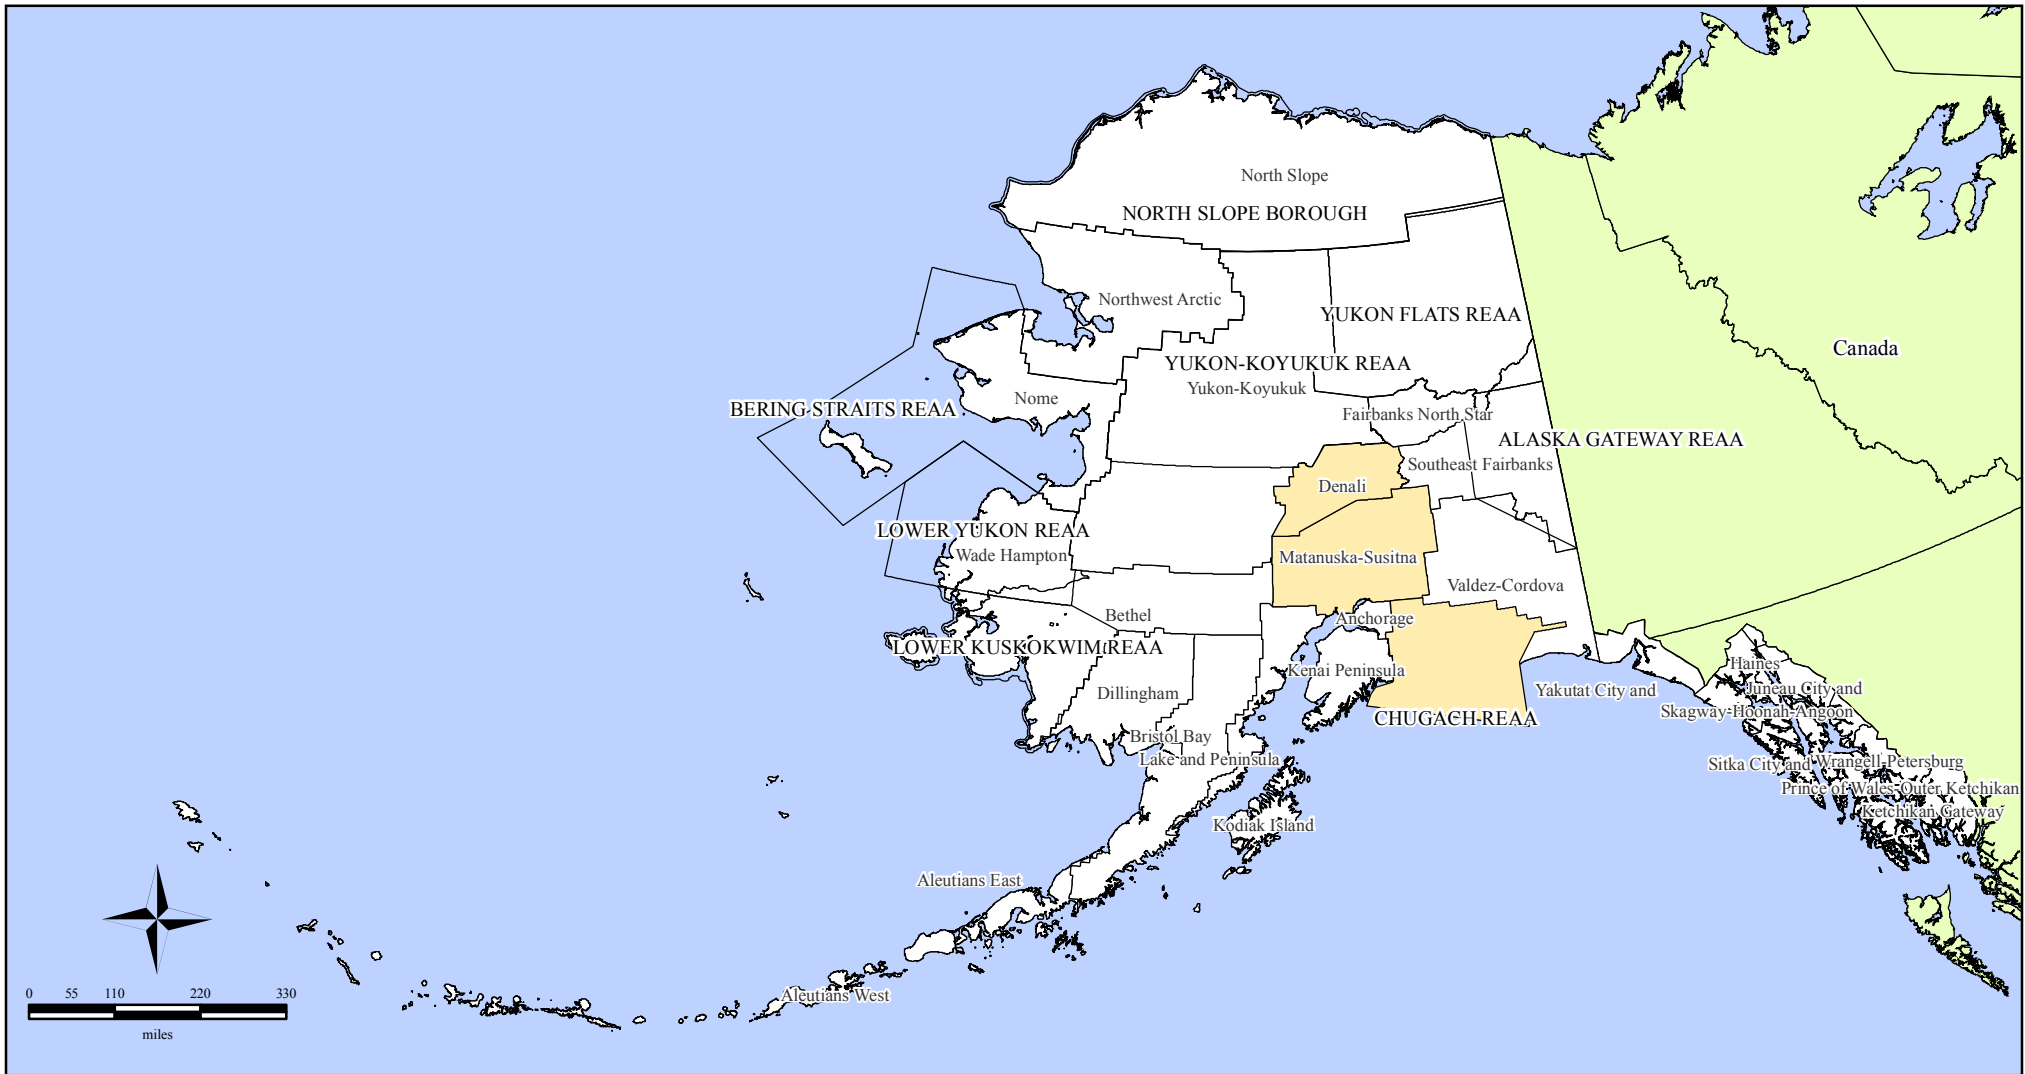 North Slope
NORTH SLOPE BOROUGH
Northwest Arctic
YUKON FLATS REAA
Canada
YUKON-KOYUKUK REAA
Yukon-Koyukuk
Nome
BERING STRAITS REAA
Fairbanks North Star
ALASKA GATEWAY REAA
Southeast Fairbanks
Denali
LOWER YUKON REAA
Wade Hampton
Matanuska-Susitna
Valdez-Cordova
Bethel
Anchorage
LOWER KUSKOKWIM REAA
Kenai Peninsula
Haines
Dillingham
Yakutat City and
Juneau City and
Skagway-Hoonah-Angoon
CHUGACH REAA
Bristol Bay
Lake and Peninsula
Sitka City and
Wrangell-Petersburg
Prince of Wales-Outer Ketchikan
Ketchikan Gateway
Kodiak Island
Aleutians East
Aleutians West
0 55 110 220 330
miles